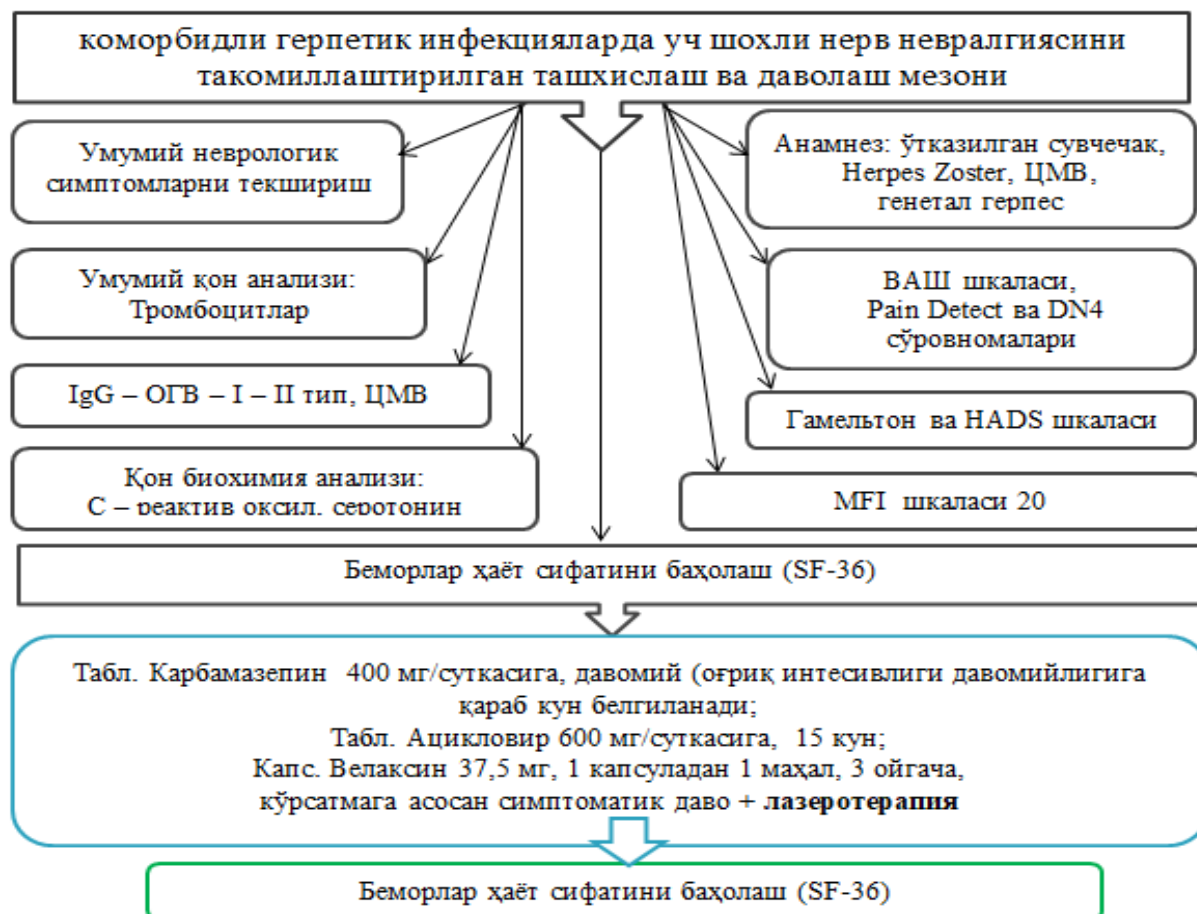 коморбидли герпетик инфекцияларда уч шохли нерв невралгиясини
такомиллаштирилган ташхислаш ва даволаш мезони
Умумий неврологик
симптомларни текшириш
Умумий қон анализи:
Тромбоцитлар
IgG – ОГВ – I – II тип, ЦМВ
Қон биохимия анализи:
С – реактив оксил, серотонин
Анамнез: ўтказилган сувчечак,
Herpes Zoster, ЦМВ,
генетал герпес
ВАШ шкаласи,
Pain Detect ва DN4
сўровномалари
Гамельтон ва HADS шкаласи
MFI шкаласи 20
Беморлар ҳаёт сифатини баҳолаш (SF-36)
Табл. Карбамазепин 400 мг/суткасига, давомий (оғриқ интесивлиги давомийлигига
қараб кун белгиланади;
Табл. Ацикловир 600 мг/суткасига, 15 кун;
Капс. Велаксин 37,5 мг, 1 капсуладан 1 маҳал, 3 ойгача,
кўрсатмага асосан симптоматик даво + лазеротерапия
Беморлар ҳаёт сифатини баҳолаш (SF-36)